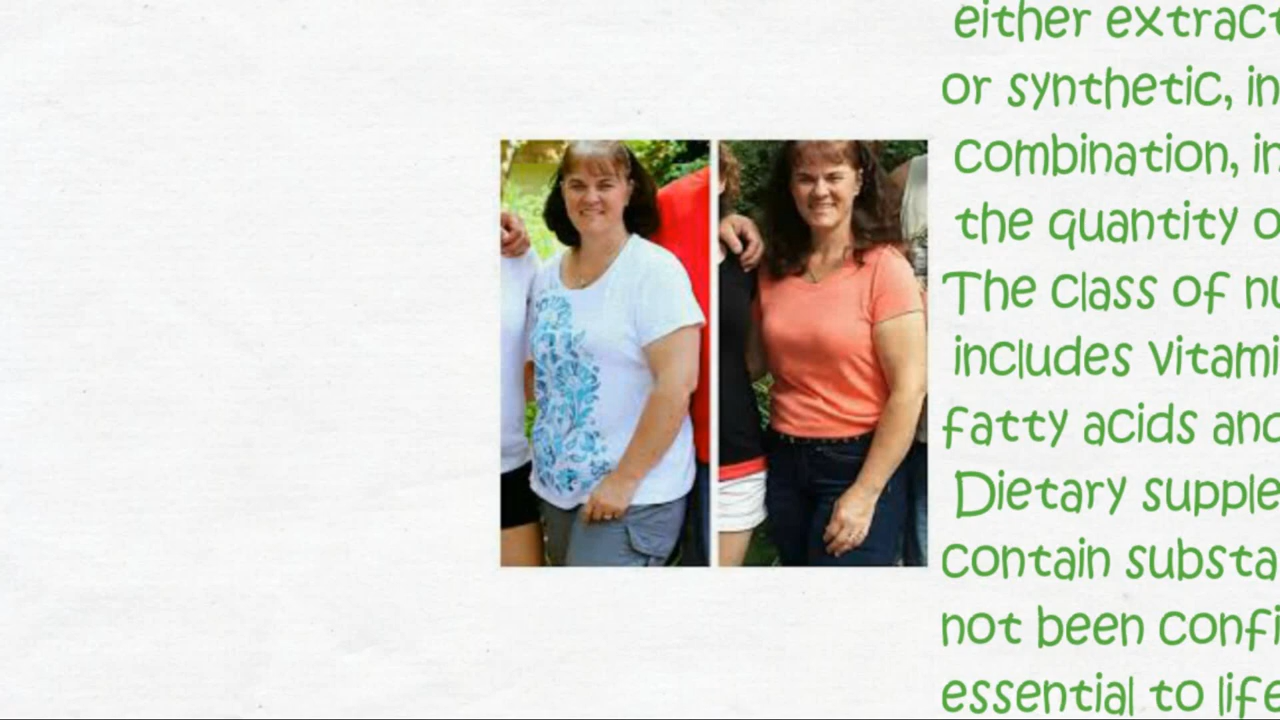 either extract
or synthetic, in
combination, in
the quantity o
The class of nu
includes vitami
fatty acids and
Dietary supple
contain substa
not been confi
essential to life